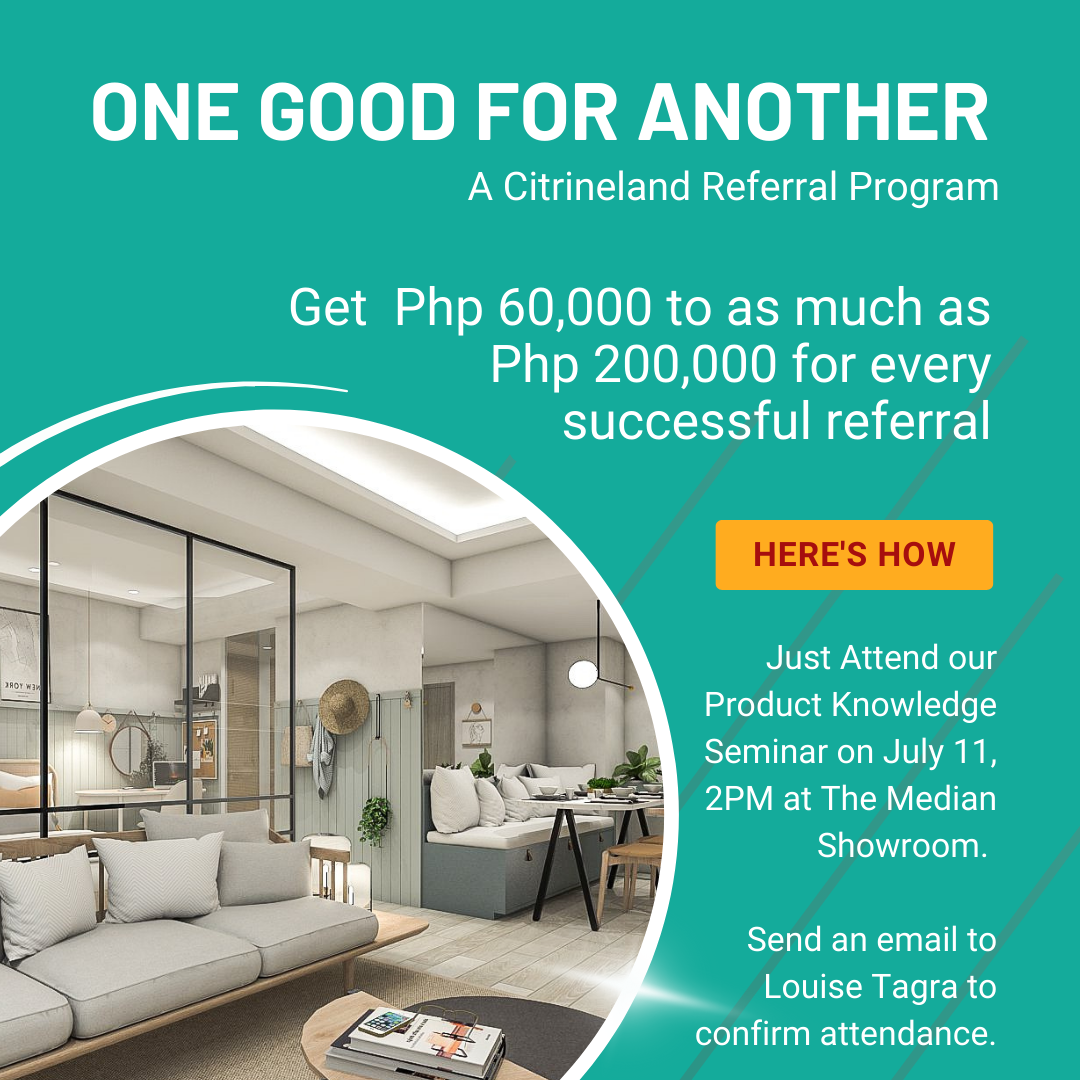 ONE GOOD FOR ANOTHER
A Citrineland Referral Program
Get  Php 60,000 to as much as
Php 200,000 for every
successful referral
HERE'S HOW
Just Attend our
Product Knowledge
Seminar on July 11,
2PM at The Median
Showroom.
Send an email to
Louise Tagra to
confirm attendance.